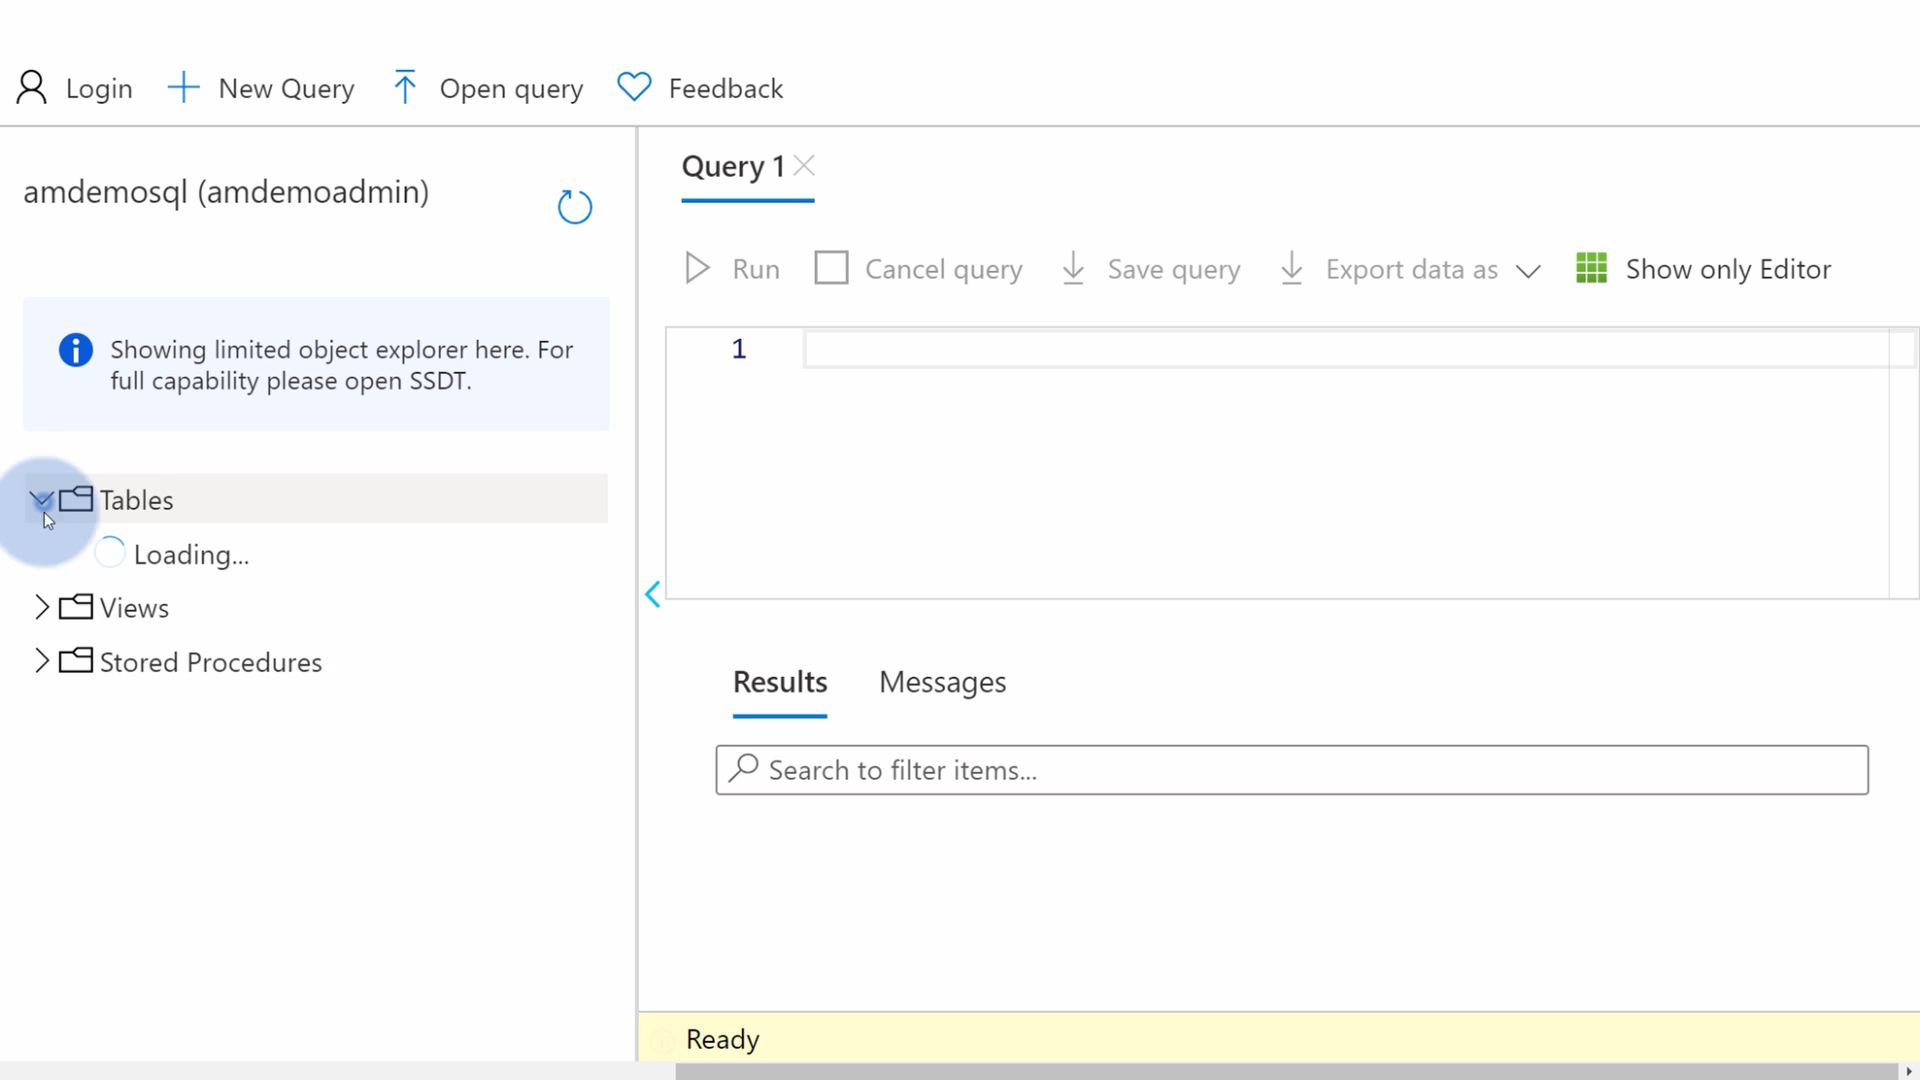 Login New Query Open query Feedback
amdemosql (amdemoadmin)
Query 1
Run Cancel query Save query Export data as Show only Editor
Showing limited object explorer here. For
full capability please open SSDT.
1
Tables
Loading...
Views
Stored Procedures
Results Messages
Search to filter items...
Ready